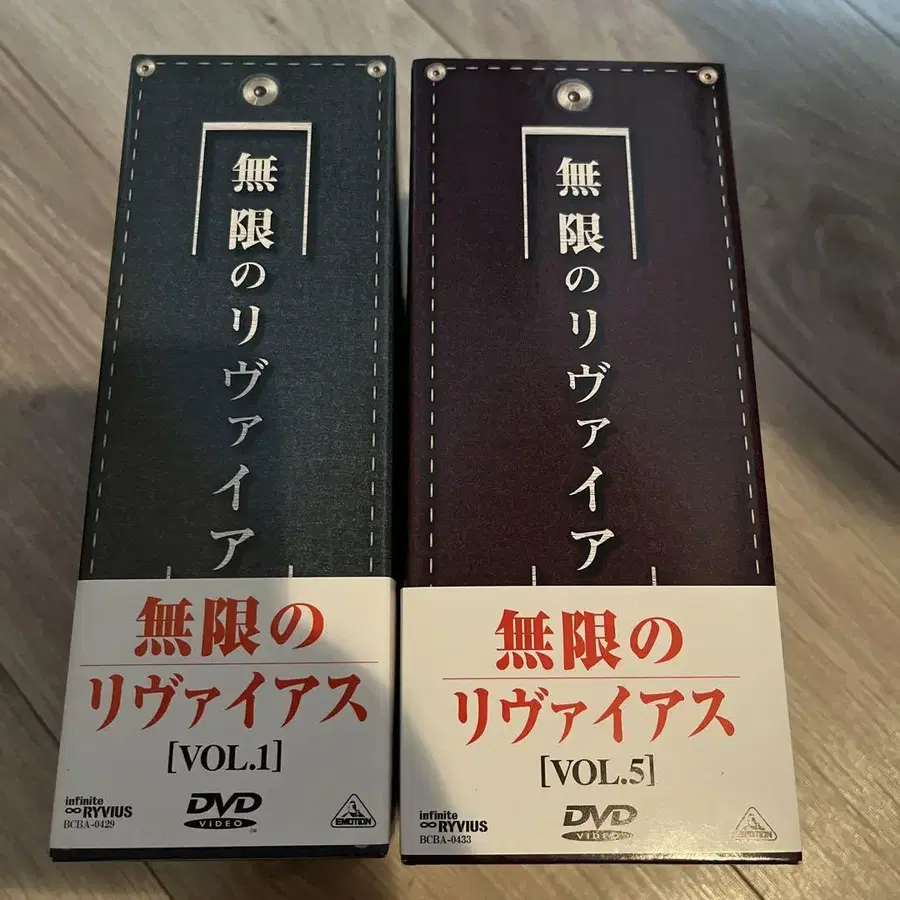 無限のリヴァイア
無限の
リヴァイアス
[VOL.1]
infinite
∞RYVIUS
BCBA-0429
DVD
VIDEO
TM
EMOTION
無限のリヴァイア
無限の
リヴァイアス
[VOL.5]
infinite
∞RYVIUS
BCBA-0433
DVD
VIDEO
EMOTION